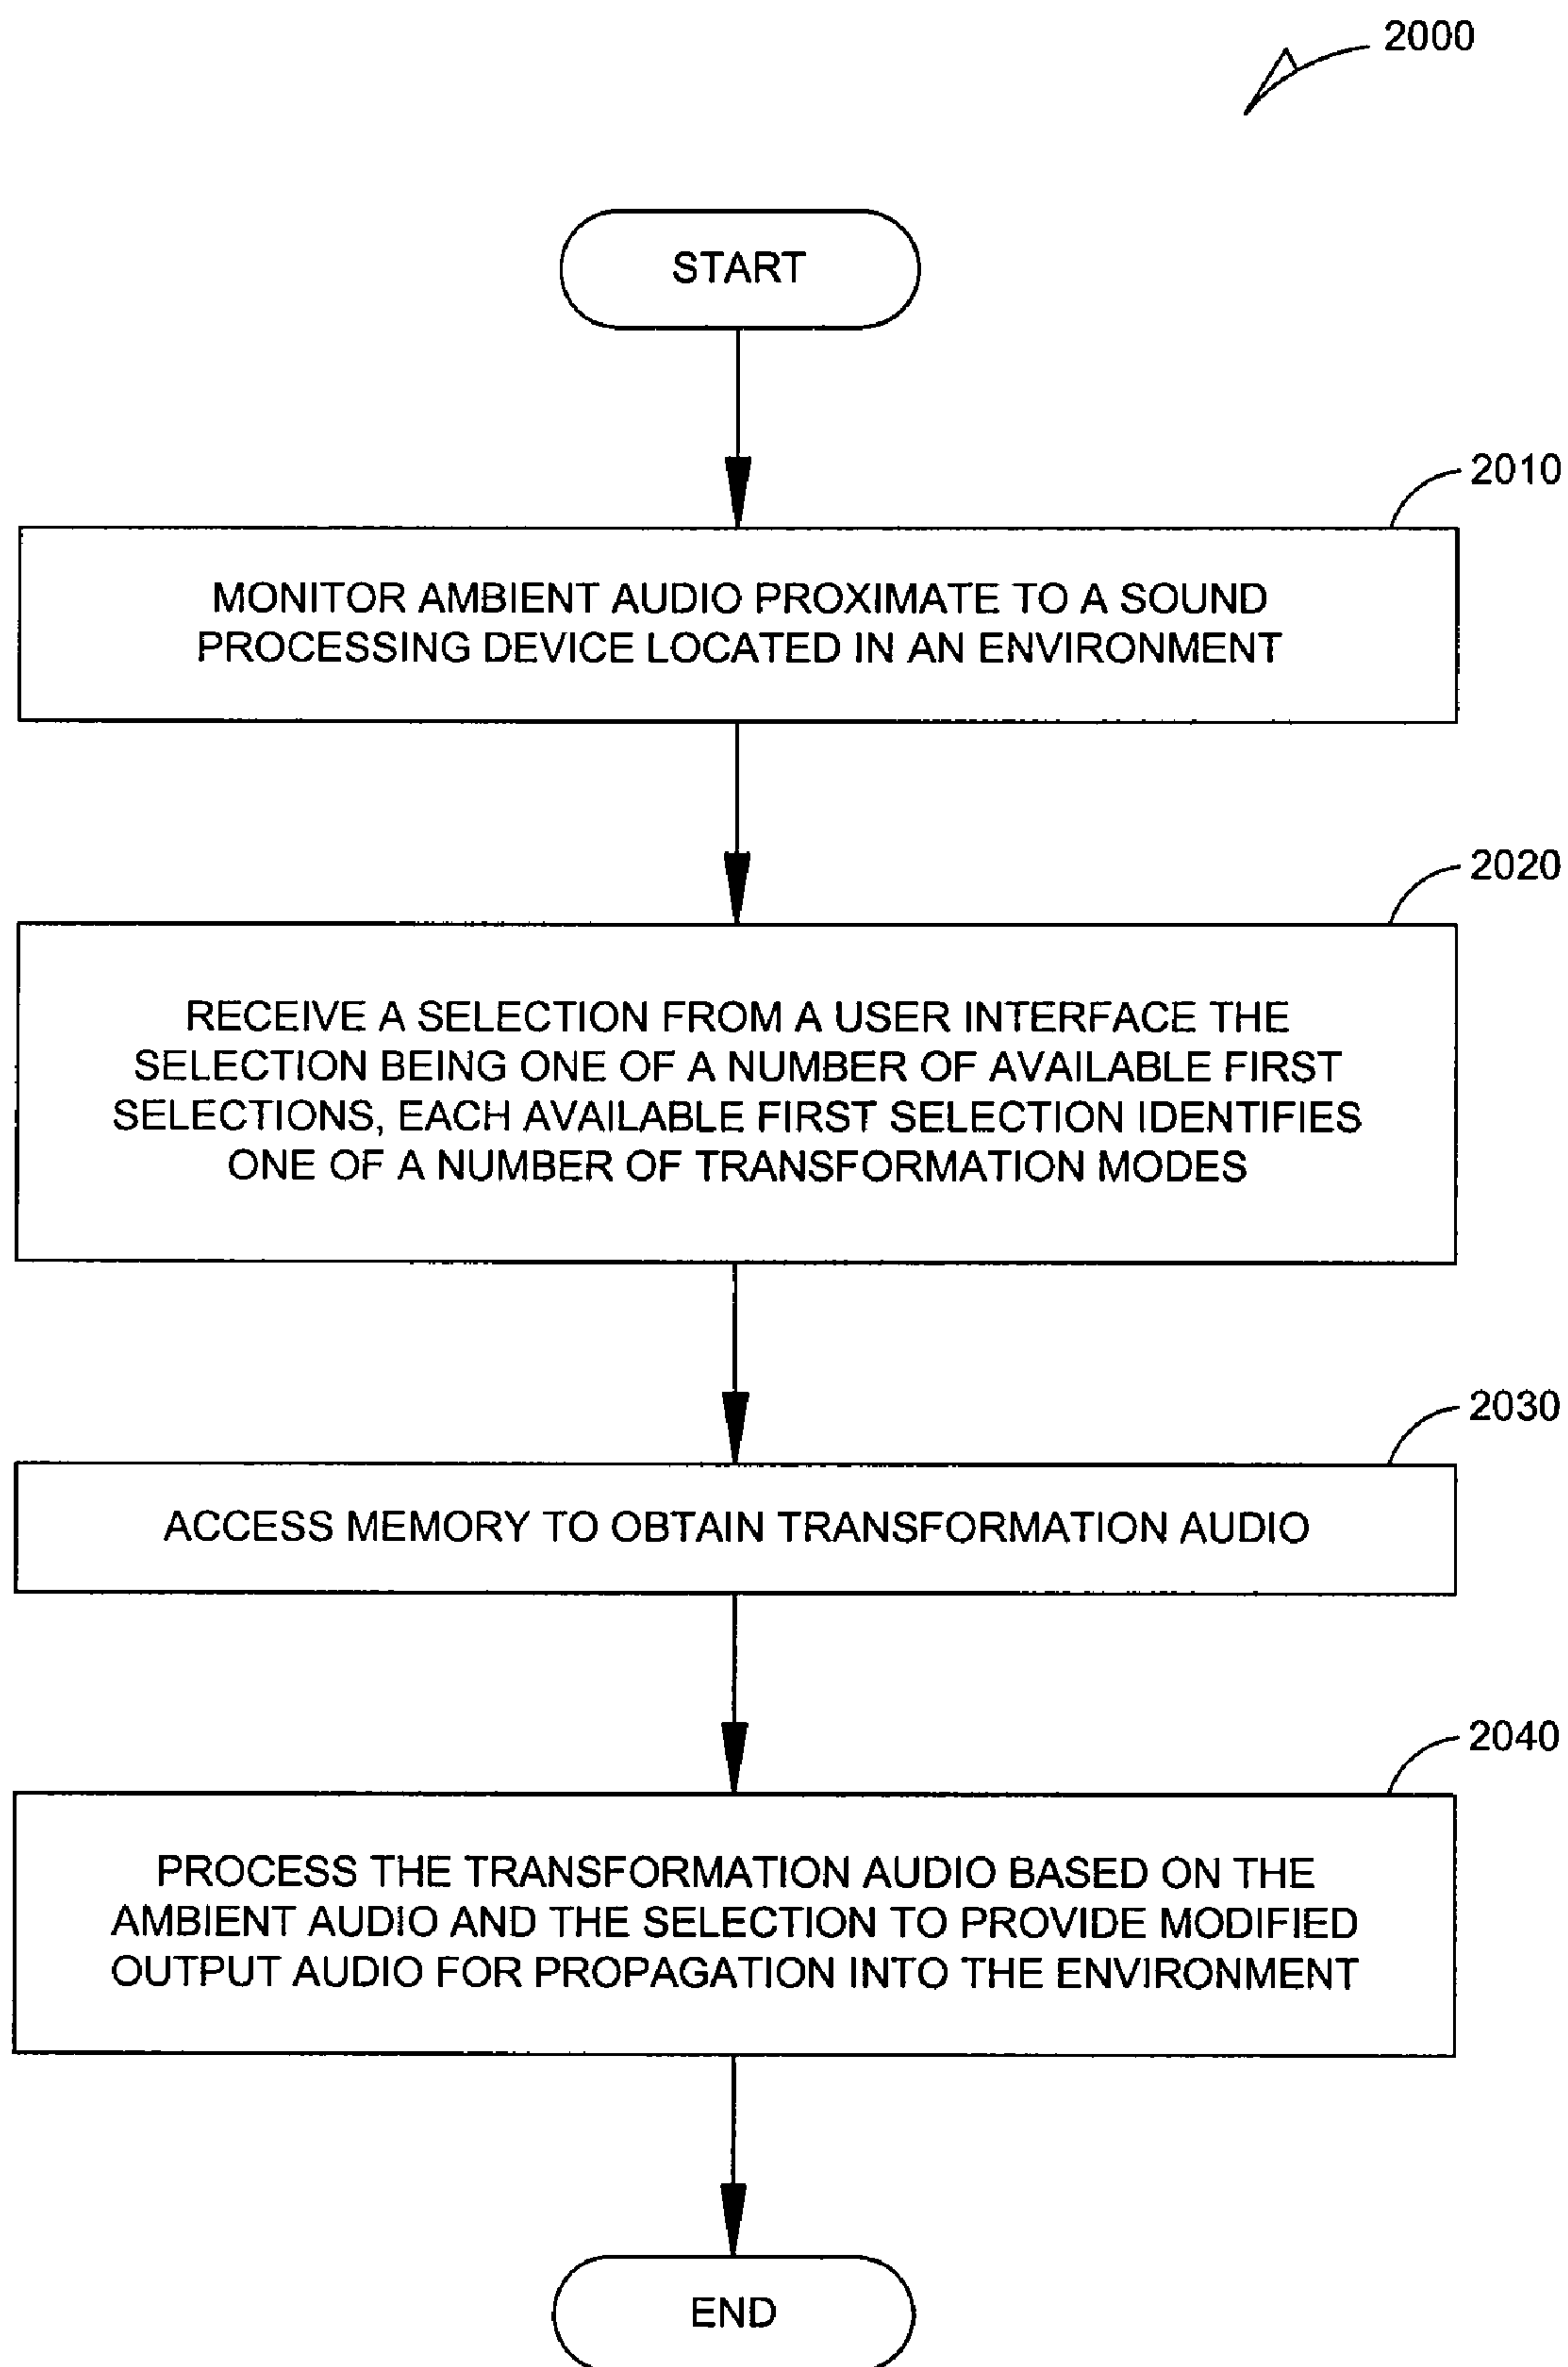 2000
START
2010
MONITOR AMBIENT AUDIO PROXIMATE TO A SOUND
PROCESSING DEVICE LOCATED IN AN ENVIRONMENT
2020
RECEIVE A SELECTION FROM A USER INTERFACE THE
SELECTION BEING ONE OF A NUMBER OF AVAILABLE FIRST
SELECTIONS, EACH AVAILABLE FIRST SELECTION IDENTIFIES
ONE OF A NUMBER OF TRANSFORMATION MODES
2030
ACCESS MEMORY TO OBTAIN TRANSFORMATION AUDIO
2040
PROCESS THE TRANSFORMATION AUDIO BASED ON THE
AMBIENT AUDIO AND THE SELECTION TO PROVIDE MODIFIED
OUTPUT AUDIO FOR PROPAGATION INTO THE ENVIRONMENT
END